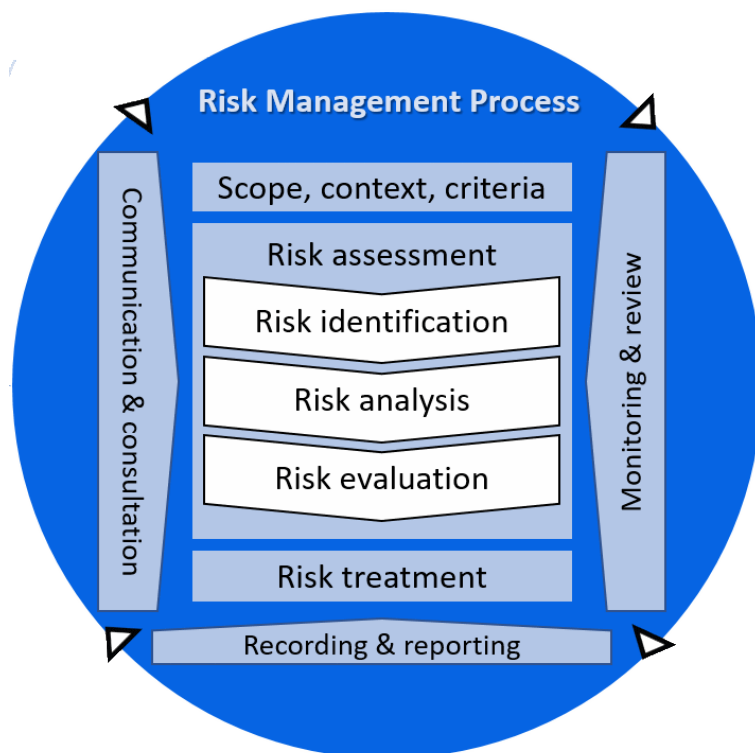 Risk Management Process
Scope, context, criteria
Risk assessment
Risk identification
Risk analysis
Risk evaluation
Risk treatment
Communication & consultation
Monitoring & review
Recording & reporting